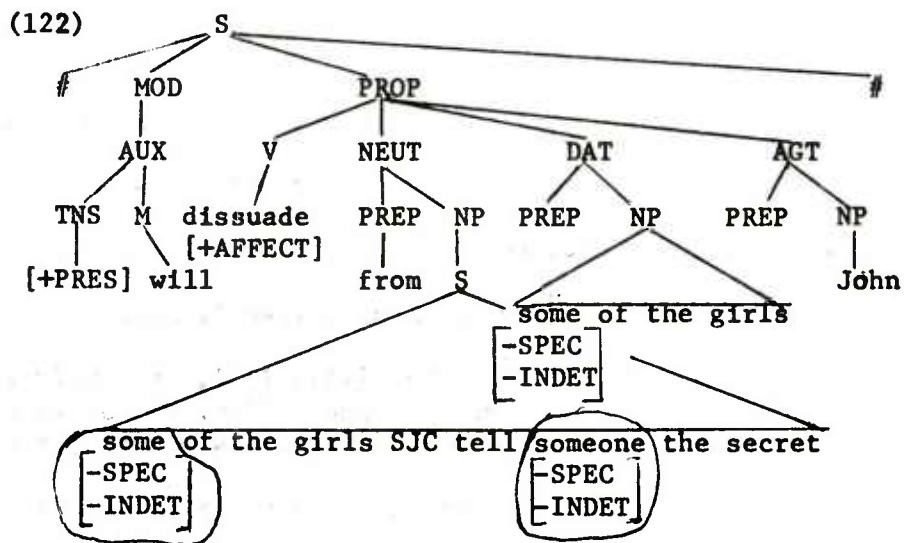 (122) S
# MOD PROP #
AUX V NEUT DAT AGT
TNS M dissuade PREP NP PREP NP PREP NP
[+PRES] will [+AFFECT] from S John
some of the girls
[-SPEC
-INDET]
some of the girls SJC tell someone the secret
[-SPEC [-SPEC
-INDET] -INDET]